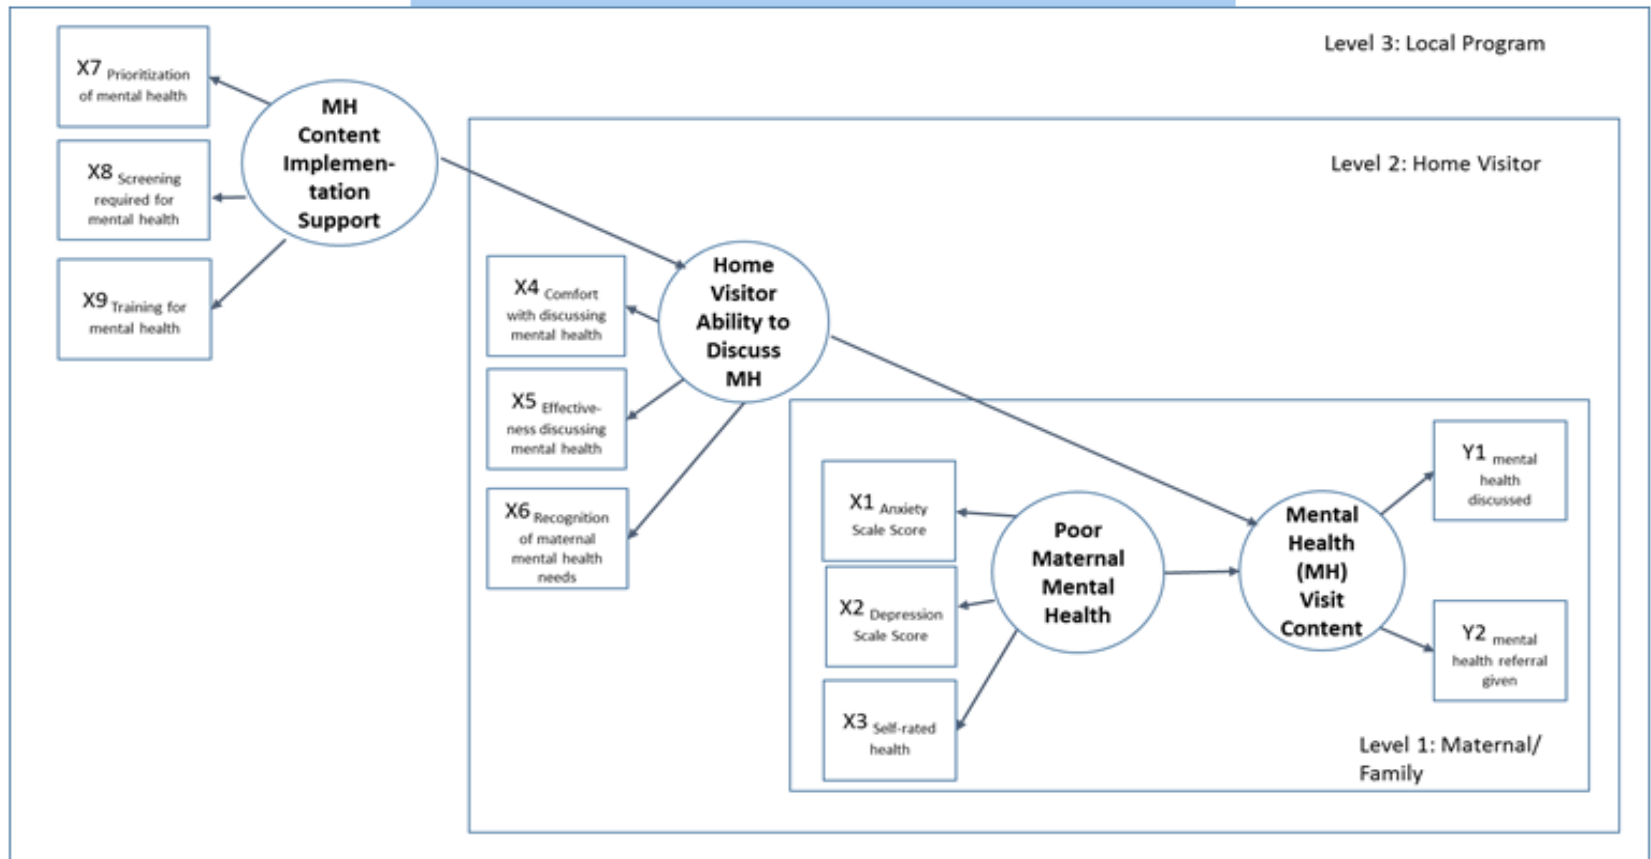 Level 3: Local Program
X7 Prioritization
of mental health
MH
Content
Implemen-
tation
Support
X8 Screening
required for
mental health
X9 Training for
mental health
Level 2: Home Visitor
Home
Visitor
Ability to
Discuss
MH
X4 Comfort
with discussing
mental health
X5 Effective-
ness discussing
mental health
X6 Recognition
of maternal
mental health
needs
X1 Anxiety
Scale Score
X2 Depression
Scale Score
X3 Self-rated
health
Poor
Maternal
Mental
Health
Mental
Health
(MH)
Visit
Content
Y1 mental
health
discussed
Y2 mental
health referral
given
Level 1: Maternal/
Family